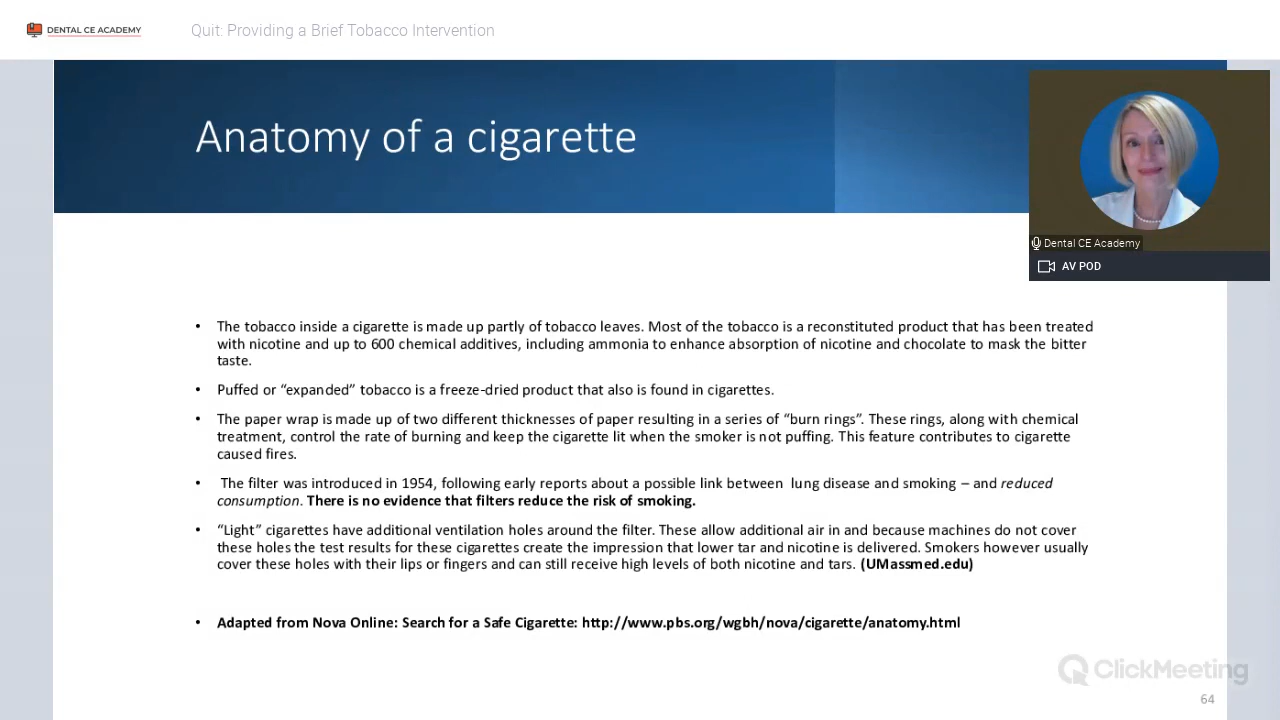 DENTAL CE ACADEMY
Quit: Providing a Brief Tobacco Intervention
Anatomy of a cigarette
Dental CE Academy
AV POD
• The tobacco inside a cigarette is made up partly of tobacco leaves. Most of the tobacco is a reconstituted product that has been treated
with nicotine and up to 600 chemical additives, including ammonia to enhance absorption of nicotine and chocolate to mask the bitter
taste.
• Puffed or “expanded” tobacco is a freeze-dried product that also is found in cigarettes.
• The paper wrap is made up of two different thicknesses of paper resulting in a series of “burn rings”. These rings, along with chemical
treatment, control the rate of burning and keep the cigarette lit when the smoker is not puffing. This feature contributes to cigarette
caused fires.
• The filter was introduced in 1954, following early reports about a possible link between lung disease and smoking – and reduced
consumption. There is no evidence that filters reduce the risk of smoking.
• “Light” cigarettes have additional ventilation holes around the filter. These allow additional air in and because machines do not cover
these holes the test results for these cigarettes create the impression that lower tar and nicotine is delivered. Smokers however usually
cover these holes with their lips or fingers and can still receive high levels of both nicotine and tars. (UMassmed.edu)
• Adapted from Nova Online: Search for a Safe Cigarette: http://www.pbs.org/wgbh/nova/cigarette/anatomy.html
ClickMeeting
64